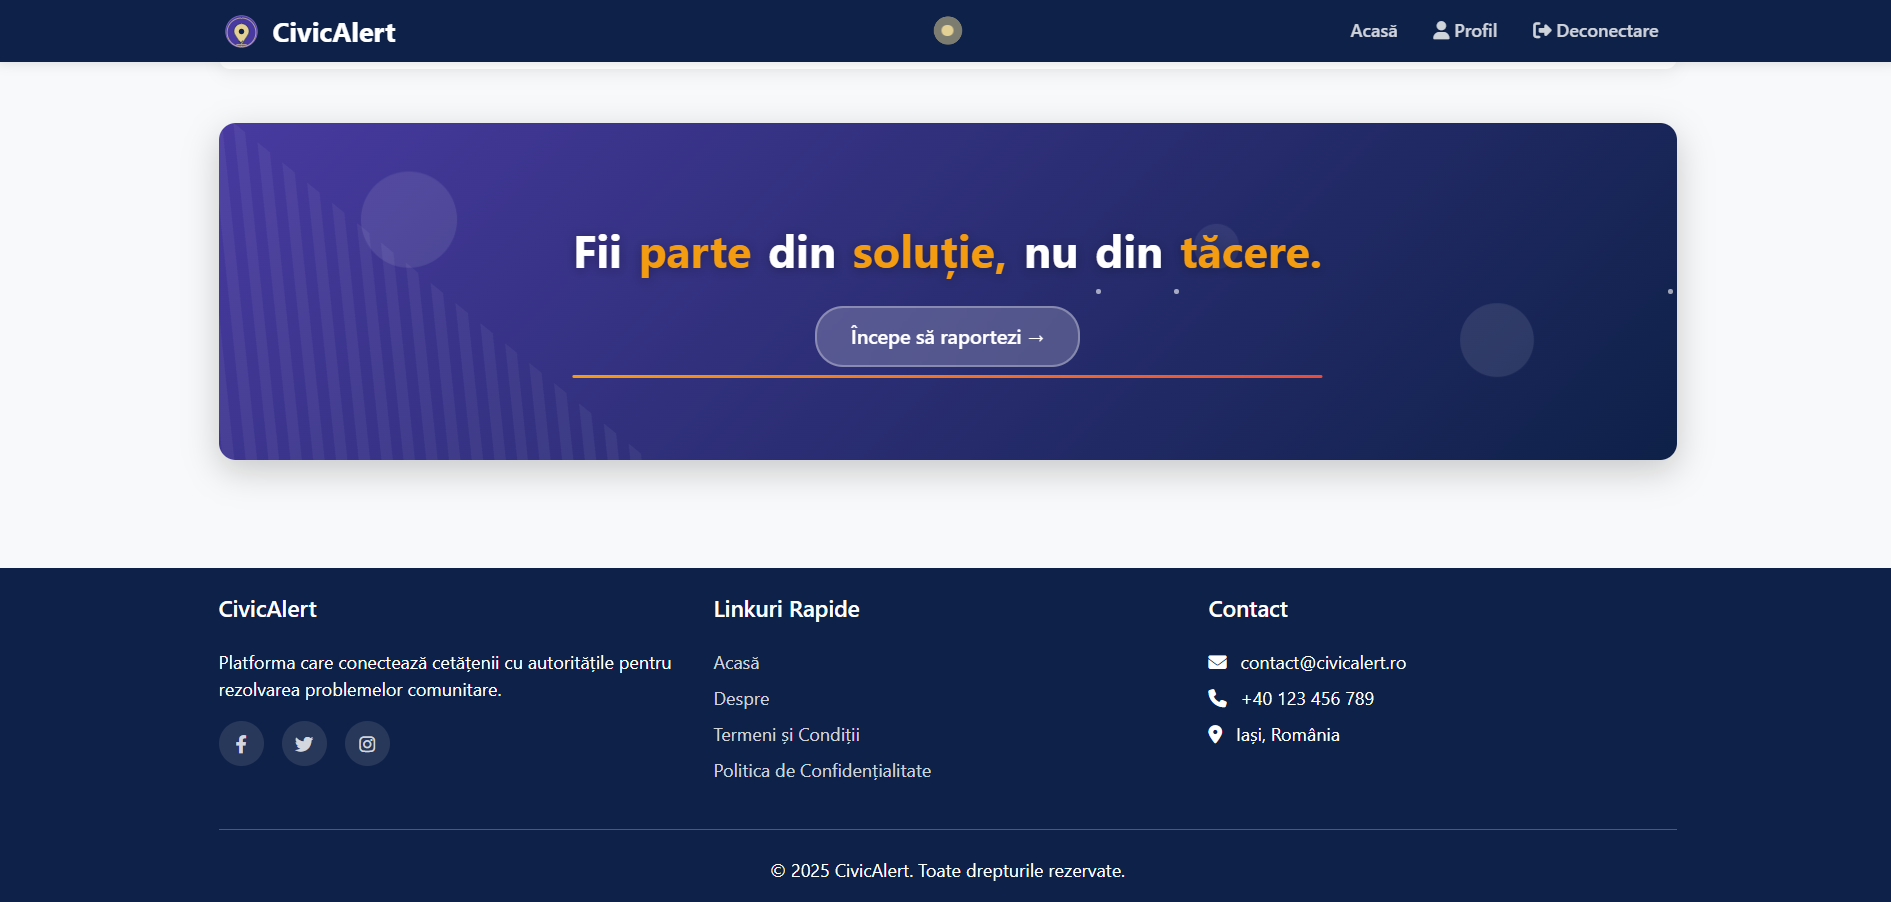 CivicAlert
Acasă
Profil
Deconectare
Fii parte din soluție, nu din tăcere.
Începe să raportezi →
CivicAlert
Platforma care conectează cetățenii cu autoritățile pentru
rezolvarea problemelor comunitare.
Linkuri Rapide
Acasă
Despre
Termeni și Condiții
Politica de Confidențialitate
Contact
contact@civicalert.ro
+40 123 456 789
Iași, România
© 2025 CivicAlert. Toate drepturile rezervate.